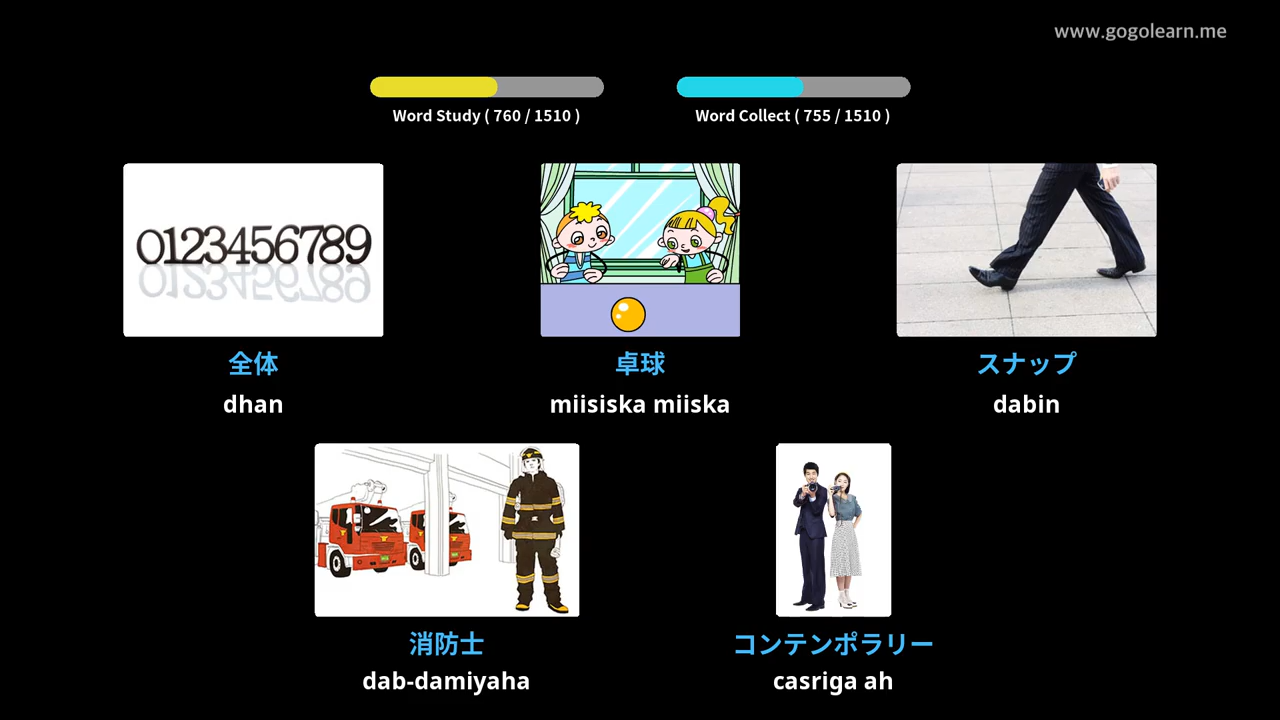 www.gogolearn.me
Word Study ( 760 / 1510 )
Word Collect ( 755 / 1510 )
0123456789
全体
dhan
卓球
miisiska miiska
スナップ
dabin
消防士
dab-damiyaha
コンテンポラリー
casriga ah